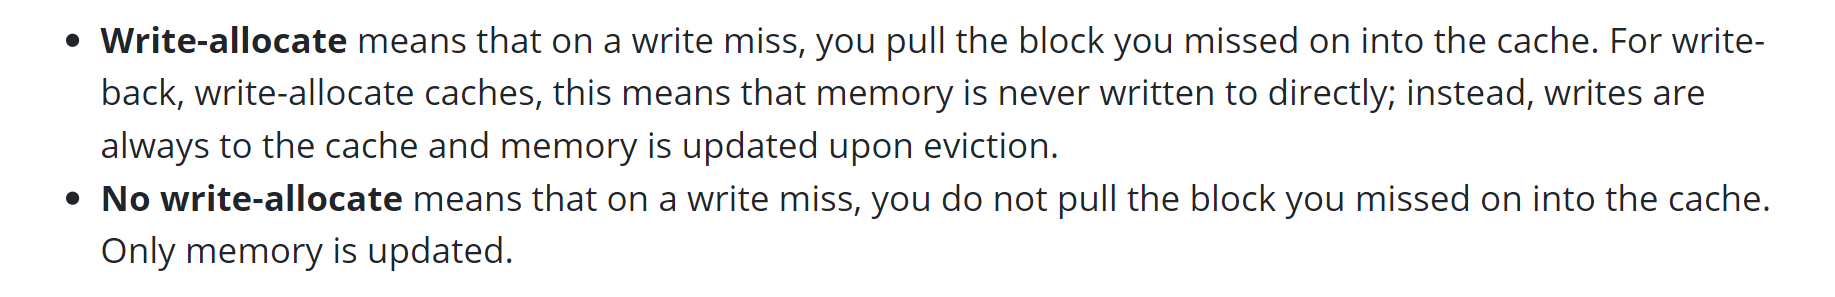 • Write-allocate means that on a write miss, you pull the block you missed on into the cache. For write-
back, write-allocate caches, this means that memory is never written to directly; instead, writes are
always to the cache and memory is updated upon eviction.
• No write-allocate means that on a write miss, you do not pull the block you missed on into the cache.
Only memory is updated.